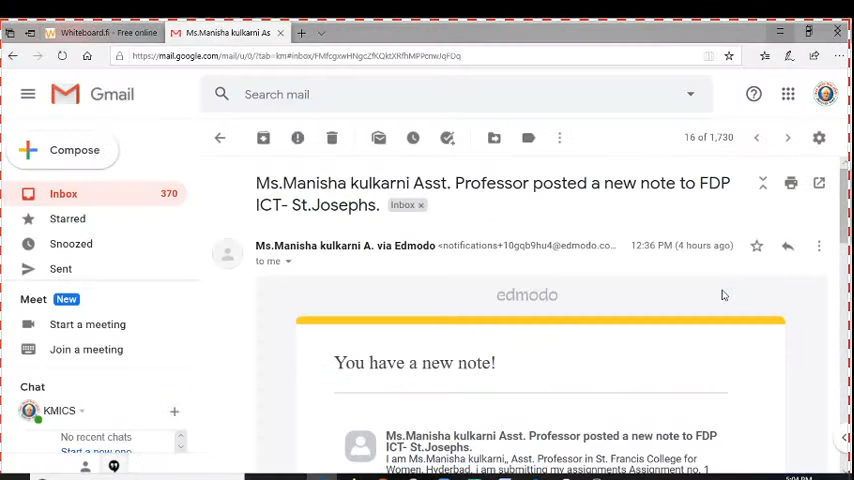 Whiteboard.fi - Free online
Ms.Manisha kulkarni As
https://mail.google.com/mail/u/0/?tab=km#inbox/
Gmail
Search mail
Compose
16 of 1,730
Inbox 370
Starred
Snoozed
Sent
Meet New
Start a meeting
Join a meeting
Chat
KMICS
No recent chats
Start a new one
Ms.Manisha kulkarni Asst. Professor posted a new note to FDP
ICT- St.Josephs. Inbox x
Ms.Manisha kulkarni A. via Edmodo <notifications+10gqb9hu4@edmodo.co... 12:36 PM (4 hours ago)
to me
edmodo
You have a new note!
Ms.Manisha kulkarni Asst. Professor posted a new note to FDP
ICT- St.Josephs.
I am Ms.Manisha kulkarni,, Asst. Professor in St. Francis College for
Women, Hyderbad, i am submitting my assignments Assignment no. 1
5:04 PM